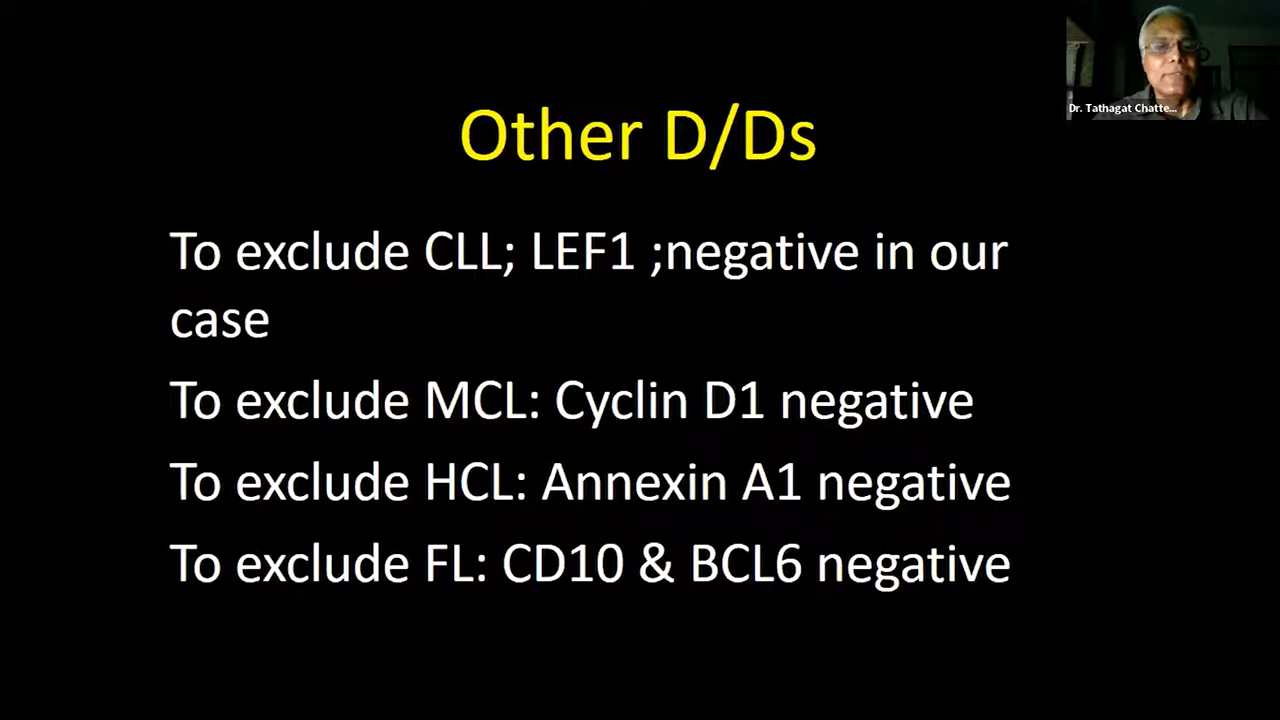 Dr. Tathagat Chatte...
Other D/Ds
To exclude CLL; LEF1 ;negative in our
case
To exclude MCL: Cyclin D1 negative
To exclude HCL: Annexin A1 negative
To exclude FL: CD10 & BCL6 negative